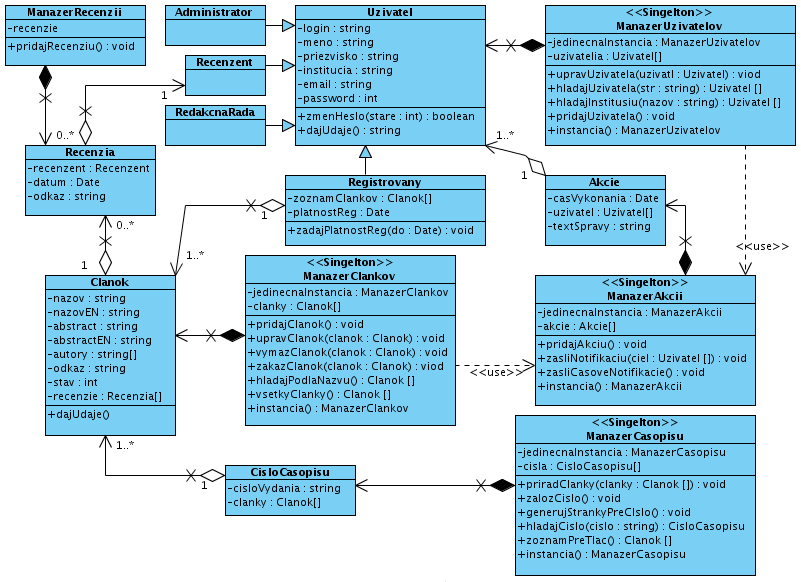 ManazerRecenzii
-recenzie
+pridajRecenziu() : void
Administrator
Recenzent
RedakcnaRada
Uzivatel
-login : string
-meno : string
-priezvisko : string
-institucia : string
-email : string
-password : int
+zmenHeslo(stare : int) : boolean
+dajUdaje() : string
<<Singelton>>
ManazerUzivatelov
-jedinecnaInstancia : ManazerUzivatelov
-uzivatelia : Uzivatel[]
+upravUzivatela(uzivatl : Uzivatel) : viod
+hladajUzivatela(str : string) : Uzivatel []
+hladajInstitusiu(nazov : string) : Uzivatel []
+pridajUzivatela() : void
+instancia() : ManazerUzivatelov
1
0..*
1..*
1
Recenzia
-recenzent : Recenzent
-datum : Date
-odkaz : string
Registrovany
-zoznamClankov : Clanok[]
-platnostReg : Date
+zadajPlatnostReg(do : Date) : void
Akcie
-casVykonania : Date
-uzivatel : Uzivatel[]
-textSpravy : string
0..*
1
1
1..*
<<use>>
Clanok
-nazov : string
-nazovEN : string
-abstract : string
-abstractEN : string
-autory : string[]
-odkaz : string
-stav : int
-recenzie : Recenzia[]
+dajUdaje()
<<Singelton>>
ManazerClankov
-jedinecnaInstancia : ManazerClankov
-clanky : Clanok[]
+pridajClanok() : void
+upravClanok(clanok : Clanok) : void
+vymazClanok(clanok : Clanok) : void
+zakazClanok(clanok : Clanok) : viod
+hladajPodlaNazvu() : Clanok []
+vsetkyClanky() : Clanok []
+instancia() : ManazerClankov
<<use>>
<<Singelton>>
ManazerAkcii
-jedinecnaInstancia : ManazerAkcii
-akcie : Akcie[]
+pridajAkciu() : void
+zasliNotifikaciu(ciel : Uzivatel []) : void
+zasliCasoveNotifikacie() : void
+instancia() : ManazerAkcii
1..*
1
CisloCasopisu
-cisloVydania : string
-clanky : Clanok[]
<<Singelton>>
ManazerCasopisu
-jedinecnaInstancia : ManazerCasopisu
-cisla : CisloCasopisu[]
+priradClanky(clanky : Clanok []) : void
+zalozCislo() : void
+generujStrankyPreCIslo() : void
+hladajCislo(cislo : string) : CisloCasopisu
+zoznamPreTlac() : Clanok []
+instancia() : ManazerCasopisu